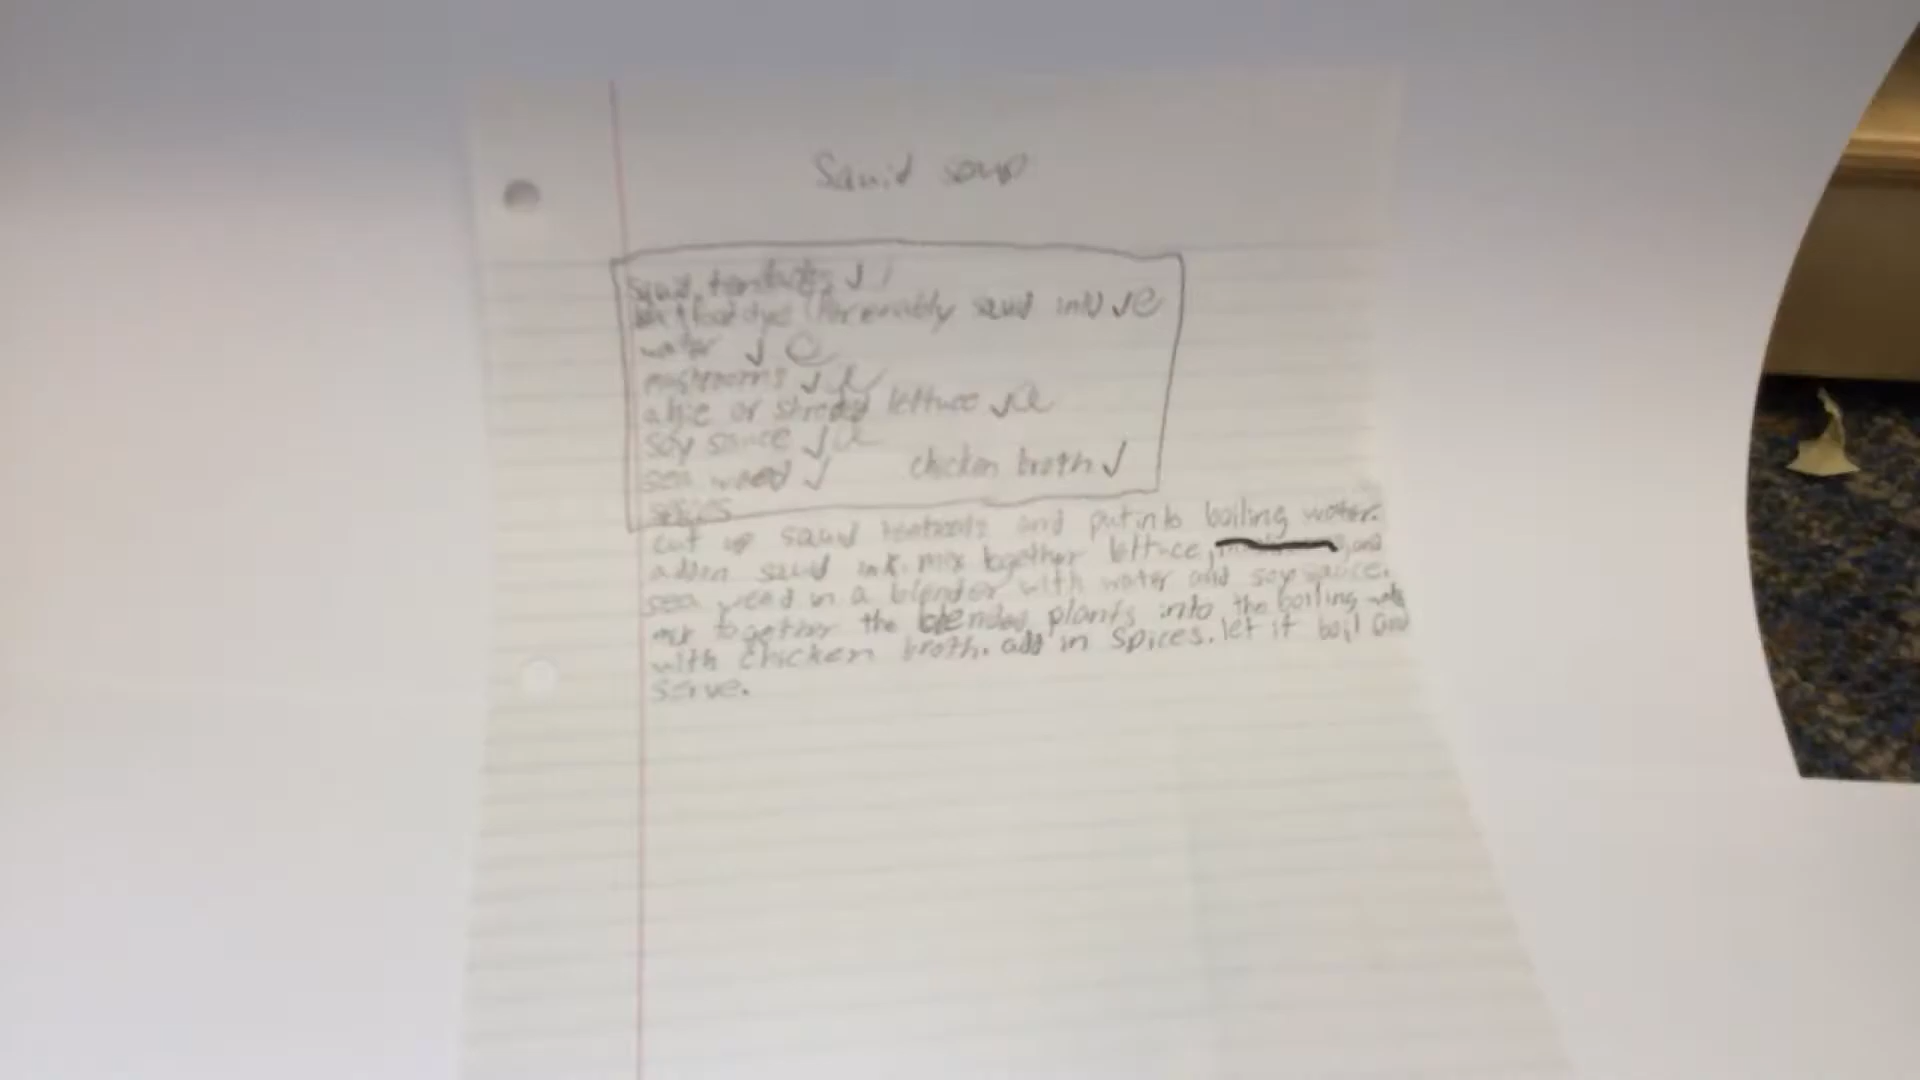 Squid soup
squid tentacles ✓
food dye (Preferably squid ink) ✓
water ✓
mushrooms ✓
algie or shreded lettuce ✓
soy sauce ✓
sea weed ✓ chicken broth ✓
spices
cut up squid tentacls and put into boiling water.
add in squid ink. mix together lettuce, and
sea weed in a blender with water and soy sauce.
mix together the blended plants into the boiling
with chicken broth. add in spices. let it boil and
serve.